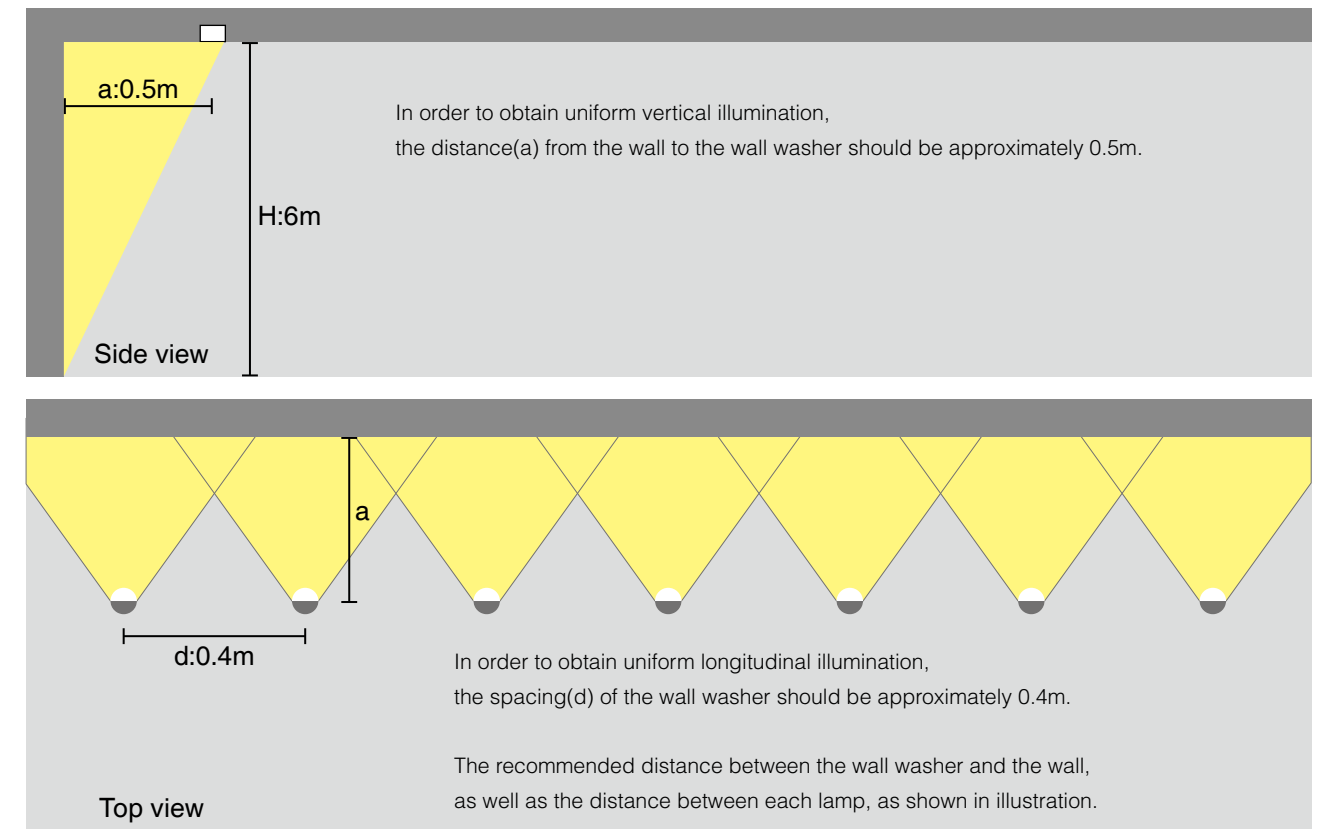 a:0.5m
In order to obtain uniform vertical illumination,
the distance(a) from the wall to the wall washer should be approximately 0.5m.
H:6m
Side view
a
d:0.4m
In order to obtain uniform longitudinal illumination,
the spacing(d) of the wall washer should be approximately 0.4m.
The recommended distance between the wall washer and the wall,
as well as the distance between each lamp, as shown in illustration.
Top view